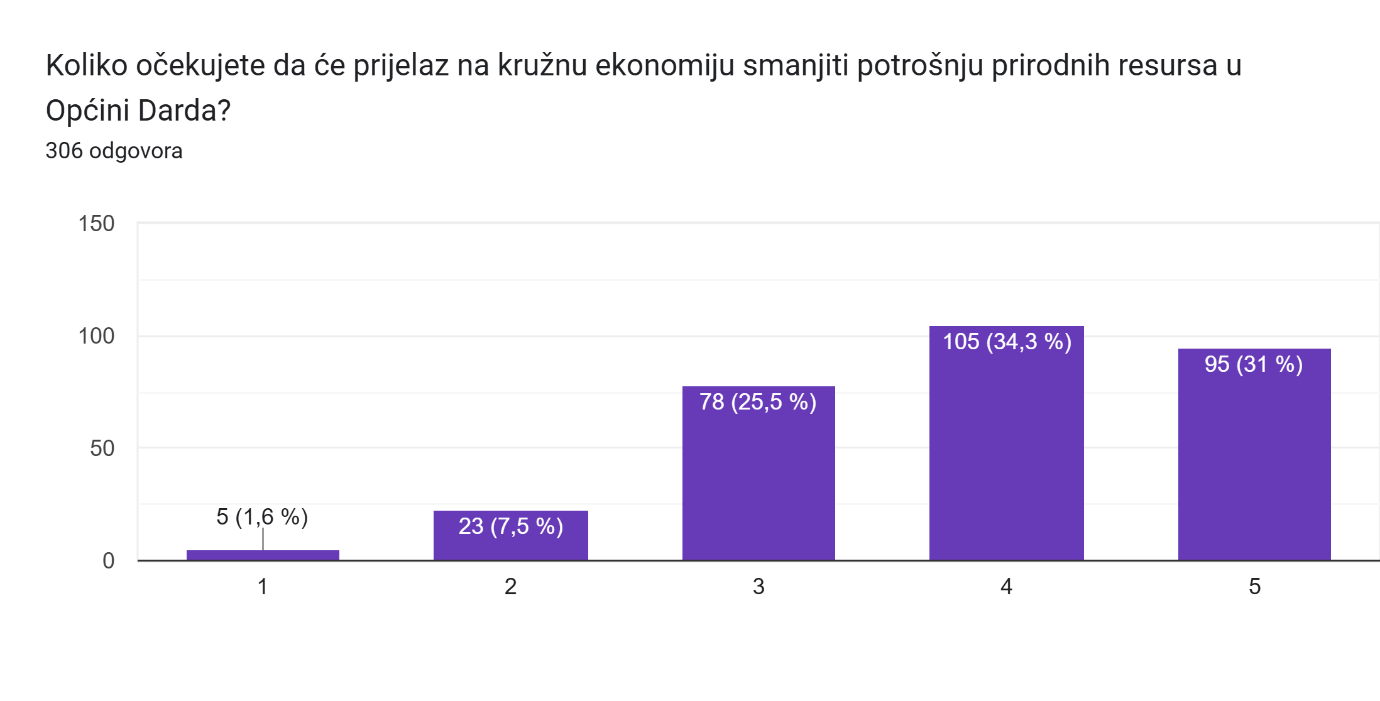 Koliko očekujete da će prijelaz na kružnu ekonomiju smanjiti potrošnju prirodnih resursa u
Općini Darda?
306 odgovora
150
100
50
0
5 (1,6 %)
23 (7,5 %)
78 (25,5 %)
105 (34,3 %)
95 (31 %)
1
2
3
4
5